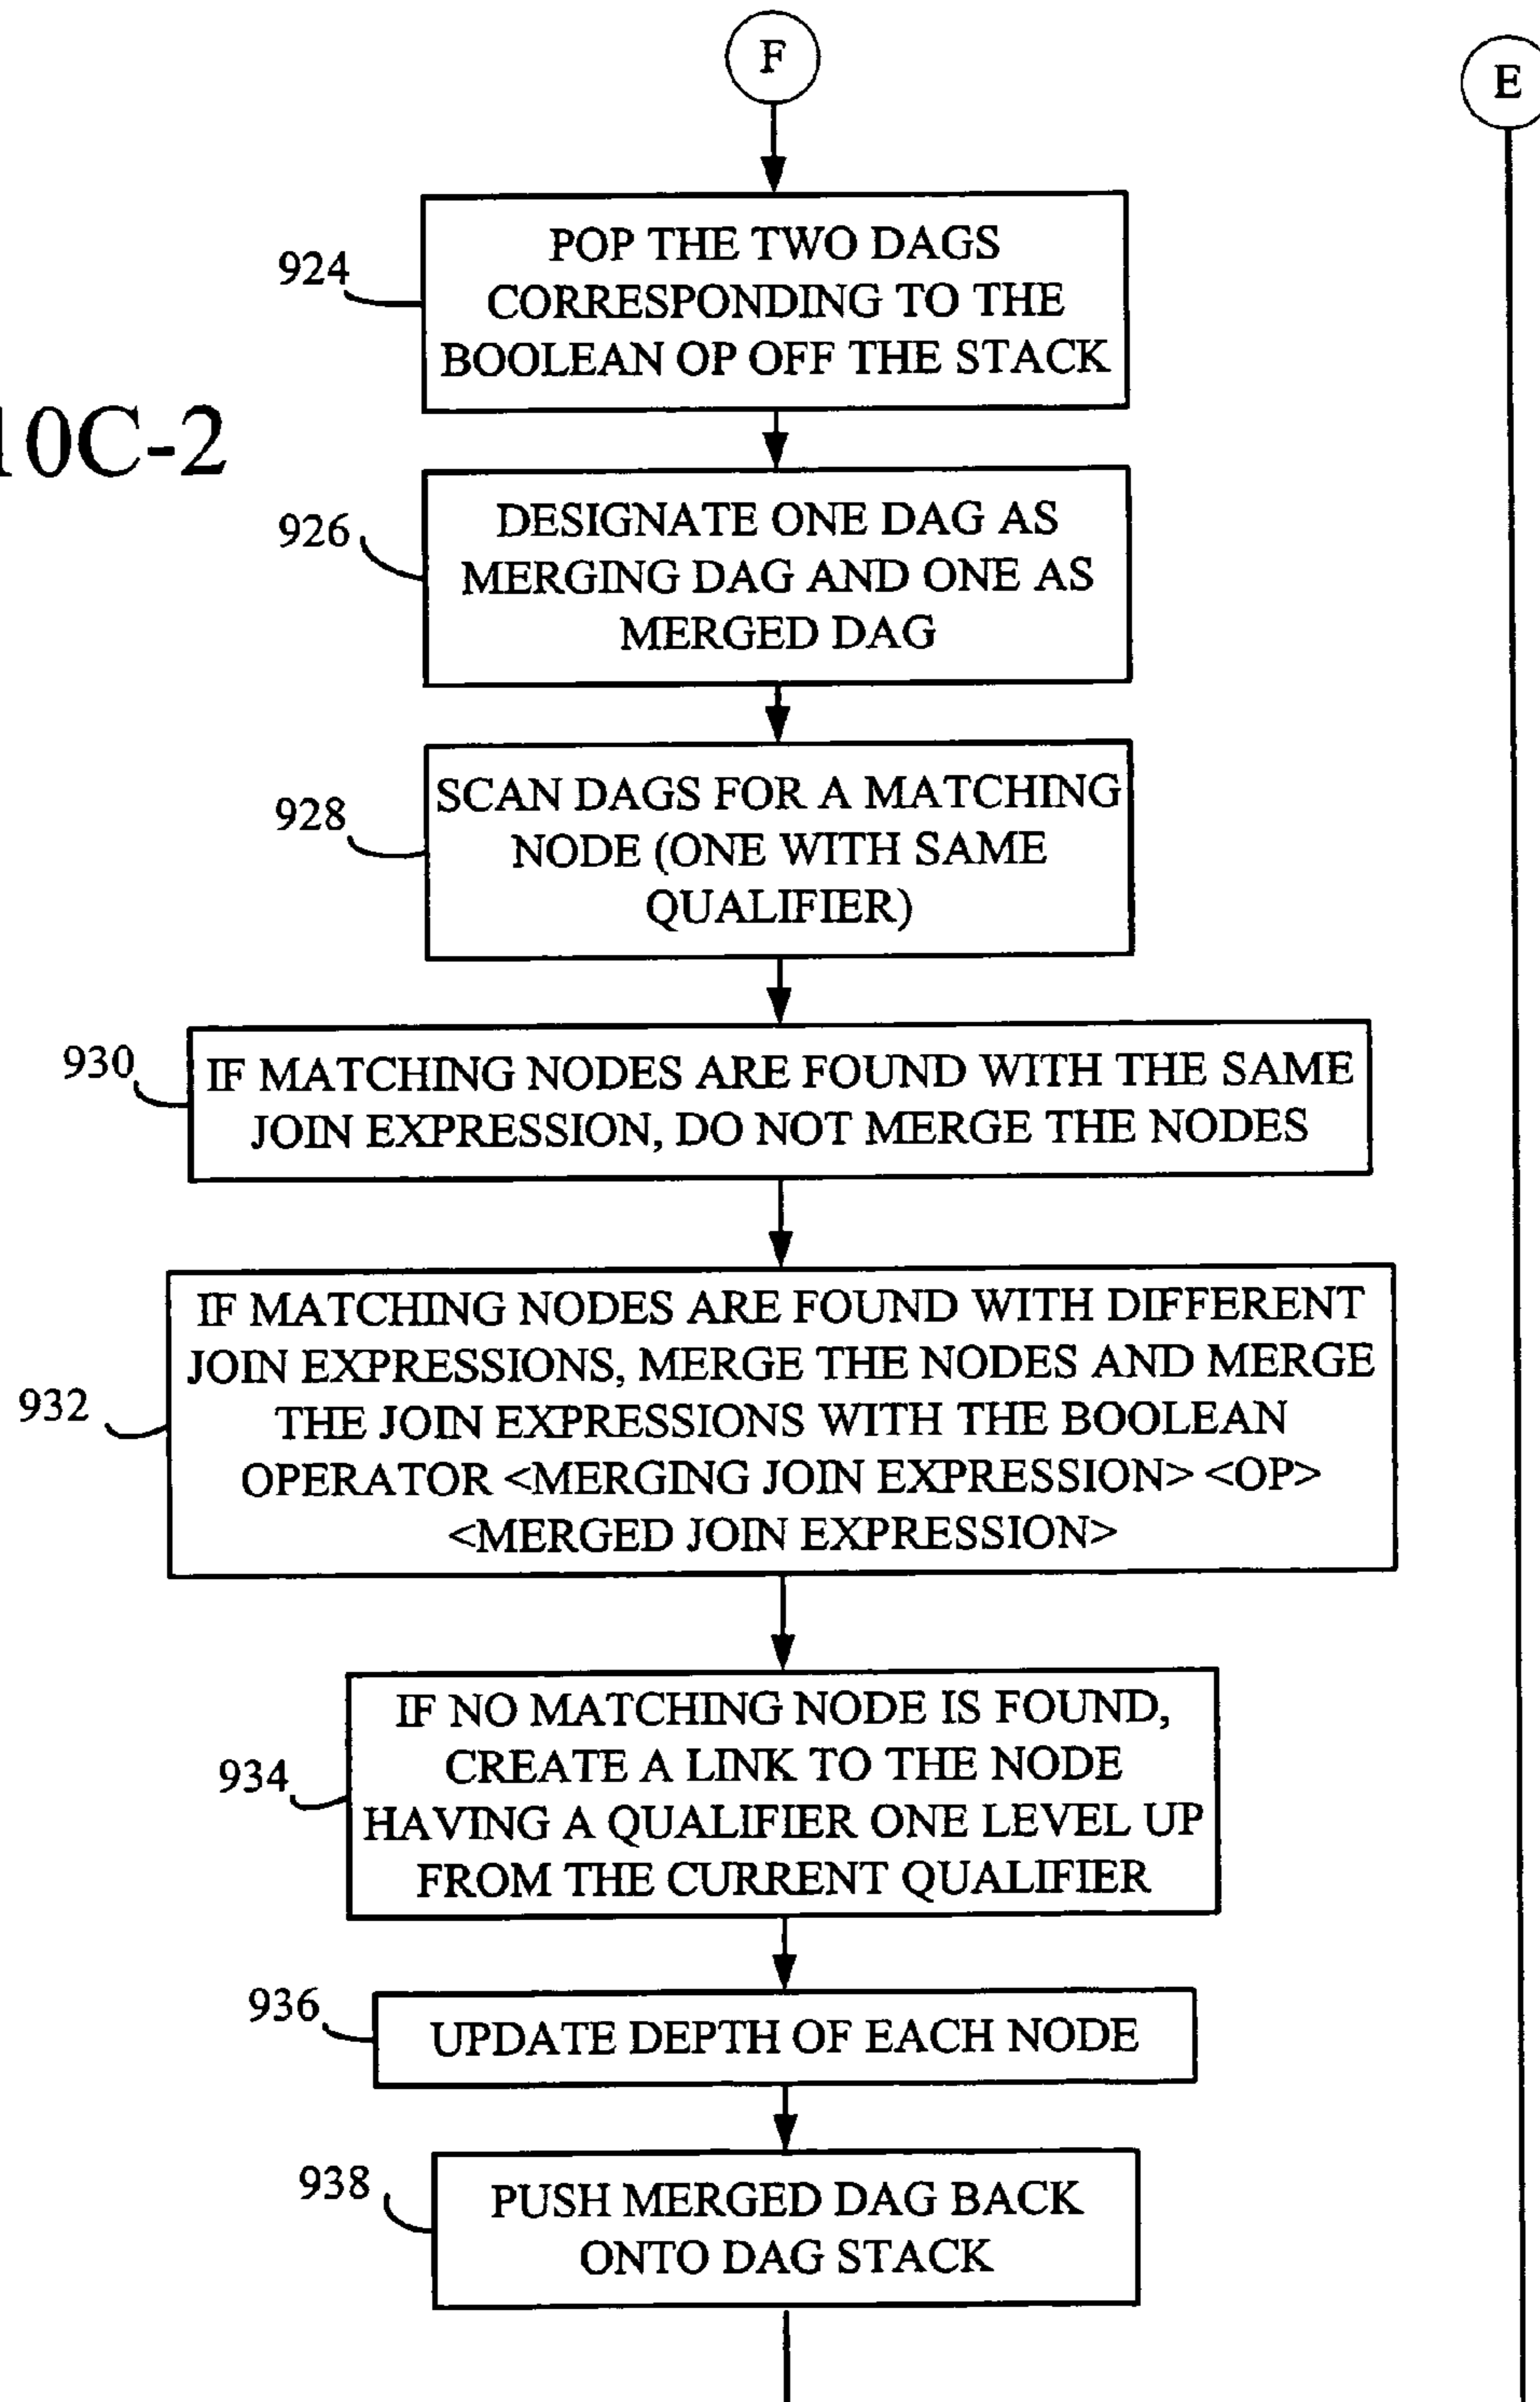 F
E
924
POP THE TWO DAGS
CORRESPONDING TO THE
BOOLEAN OP OFF THE STACK
10C-2
926
DESIGNATE ONE DAG AS
MERGING DAG AND ONE AS
MERGED DAG
928
SCAN DAGS FOR A MATCHING
NODE (ONE WITH SAME
QUALIFIER)
930
IF MATCHING NODES ARE FOUND WITH THE SAME
JOIN EXPRESSION, DO NOT MERGE THE NODES
932
IF MATCHING NODES ARE FOUND WITH DIFFERENT
JOIN EXPRESSIONS, MERGE THE NODES AND MERGE
THE JOIN EXPRESSIONS WITH THE BOOLEAN
OPERATOR <MERGING JOIN EXPRESSION> <OP>
<MERGED JOIN EXPRESSION>
934
IF NO MATCHING NODE IS FOUND,
CREATE A LINK TO THE NODE
HAVING A QUALIFIER ONE LEVEL UP
FROM THE CURRENT QUALIFIER
936
UPDATE DEPTH OF EACH NODE
938
PUSH MERGED DAG BACK
ONTO DAG STACK